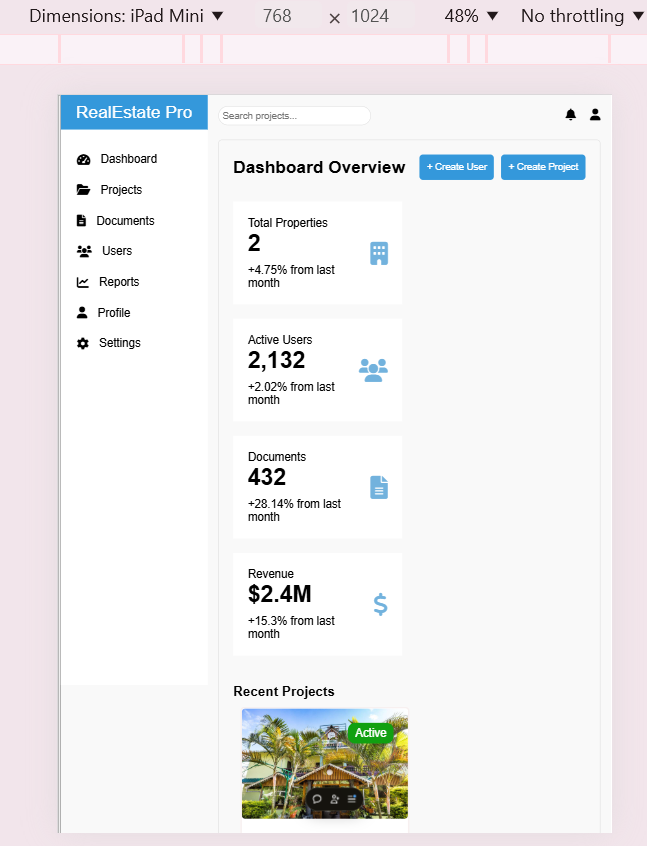 Dimensions: iPad Mini ▼ 768 × 1024 48% ▼ No throttling ▼
RealEstate Pro
Search projects...
Dashboard
Projects
Documents
Users
Reports
Profile
Settings
Dashboard Overview
+ Create User
+ Create Project
Total Properties
2
+4.75% from last
month
Active Users
2,132
+2.02% from last
month
Documents
432
+28.14% from last
month
Revenue
$2.4M
+15.3% from last
month
Recent Projects
Active